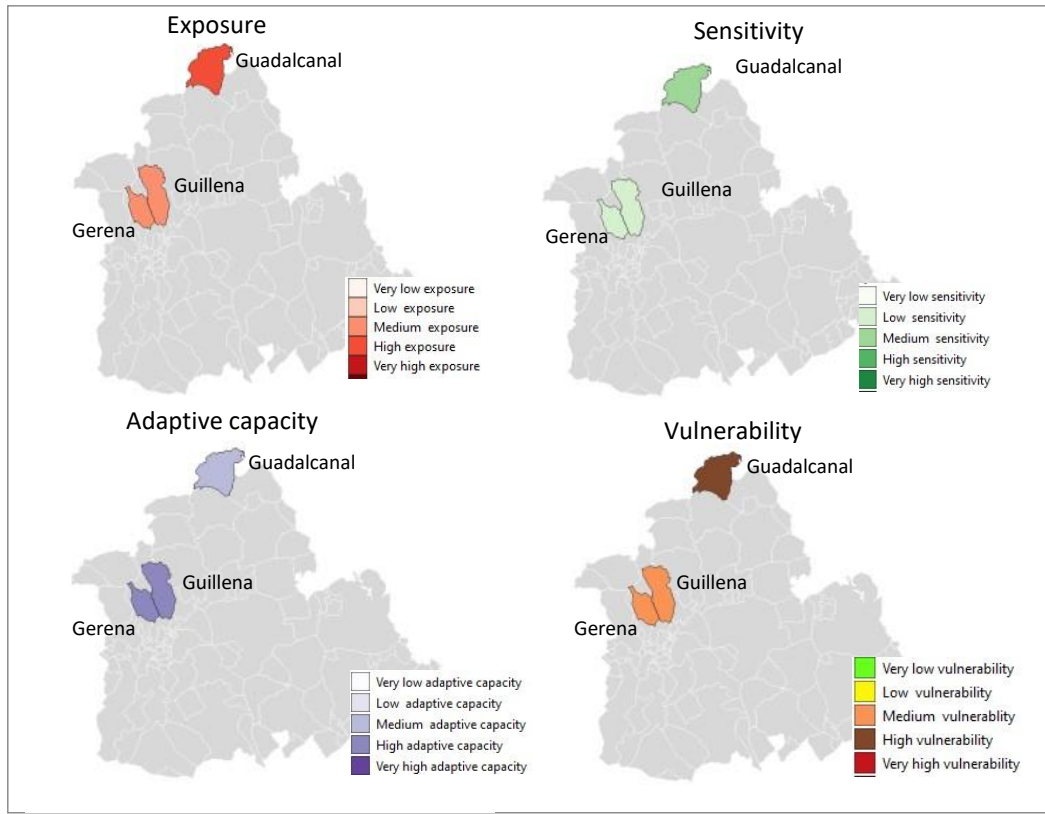 Exposure
Guadalcanal
Guillena
Gerena
Very low exposure
Low exposure
Medium exposure
High exposure
Very high exposure
Sensitivity
Guadalcanal
Guillena
Gerena
Very low sensitivity
Low sensitivity
Medium sensitivity
High sensitivity
Very high sensitivity
Adaptive capacity
Guadalcanal
Guillena
Gerena
Very low adaptive capacity
Low adaptive capacity
Medium adaptive capacity
High adaptive capacity
Very high adaptive capacity
Vulnerability
Guadalcanal
Guillena
Gerena
Very low vulnerability
Low vulnerability
Medium vulnerablity
High vulnerability
Very high vulnerability